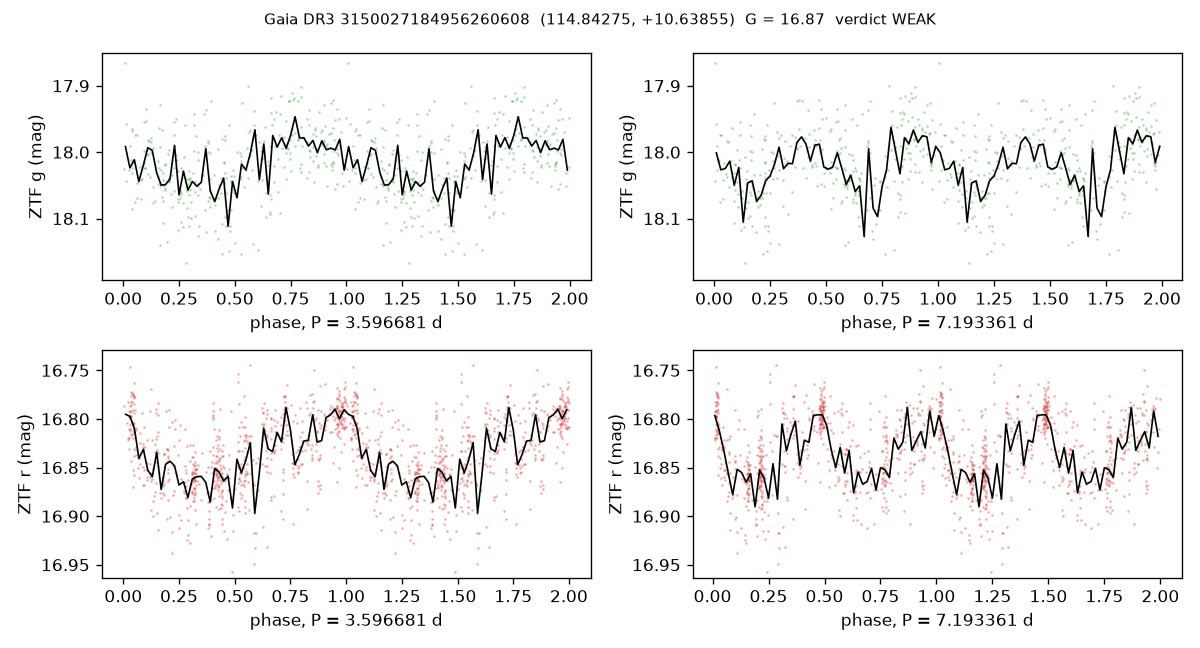 Gaia DR3 3150027184956260608 (114.84275, +10.63855) G = 16.87 verdict WEAK
ZTF g (mag)
17.9
18.0
18.1
0.00 0.25 0.50 0.75 1.00 1.25 1.50 1.75 2.00
phase, P = 3.596681 d
ZTF g (mag)
17.9
18.0
18.1
0.00 0.25 0.50 0.75 1.00 1.25 1.50 1.75 2.00
phase, P = 7.193361 d
ZTF r (mag)
16.75
16.80
16.85
16.90
16.95
0.00 0.25 0.50 0.75 1.00 1.25 1.50 1.75 2.00
phase, P = 3.596681 d
ZTF r (mag)
16.75
16.80
16.85
16.90
16.95
0.00 0.25 0.50 0.75 1.00 1.25 1.50 1.75 2.00
phase, P = 7.193361 d